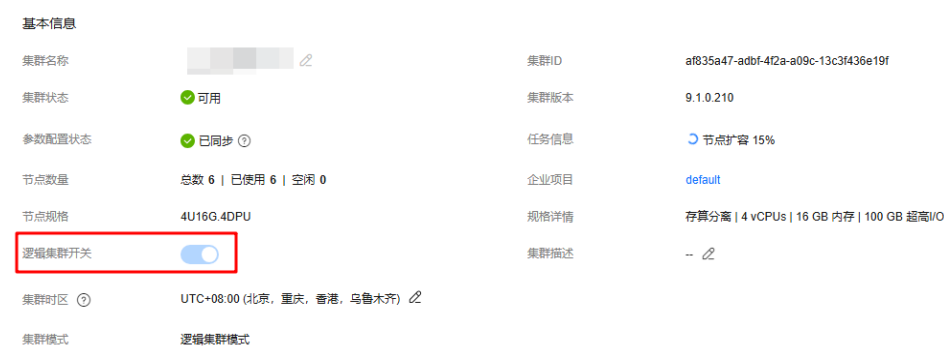 基本信息
集群名称 集群ID af835a47-adbf-4f2a-a09c-13c3f436e19f
集群状态 可用 集群版本 9.1.0.210
参数配置状态 已同步 任务信息 节点扩容 15%
节点数量 总数 6 | 已使用 6 | 空闲 0 企业项目 default
节点规格 4U16G.4DPU 规格详情 存算分离 | 4 vCPUs | 16 GB 内存 | 100 GB 超高I/O
逻辑集群开关 集群描述 --
集群时区 UTC+08:00 (北京，重庆，香港，乌鲁木齐)
集群模式 逻辑集群模式